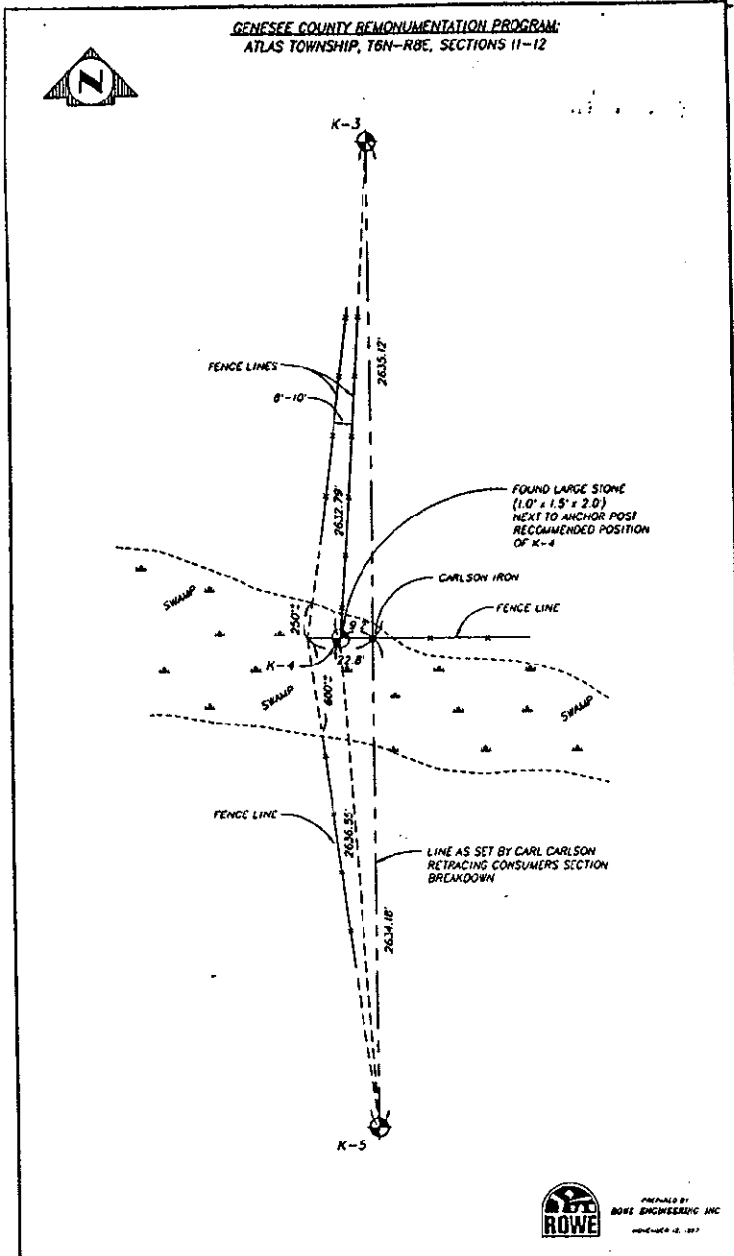 GENESEE COUNTY REMONUMENTATION PROGRAM:
ATLAS TOWNSHIP, T6N-R8E, SECTIONS 11-12
N
K-3
FENCE LINES
8'-10'
2635.12'
2632.79'
FOUND LARGE STONE
(1.0' x 1.5' x 2.0')
NEXT TO ANCHOR POST
RECOMMENDED POSITION
OF K-4
CARLSON IRON
FENCE LINE
SWAMP
250'±
K-4
22.8'
SWAMP
600'±
SWAMP
FENCE LINE
2636.55'
LINE AS SET BY CARL CARLSON
RETRACING CONSUMERS SECTION
BREAKDOWN
2634.18'
K-5
ROWE
PREPARED BY
ROWE ENGINEERING INC
NOVEMBER